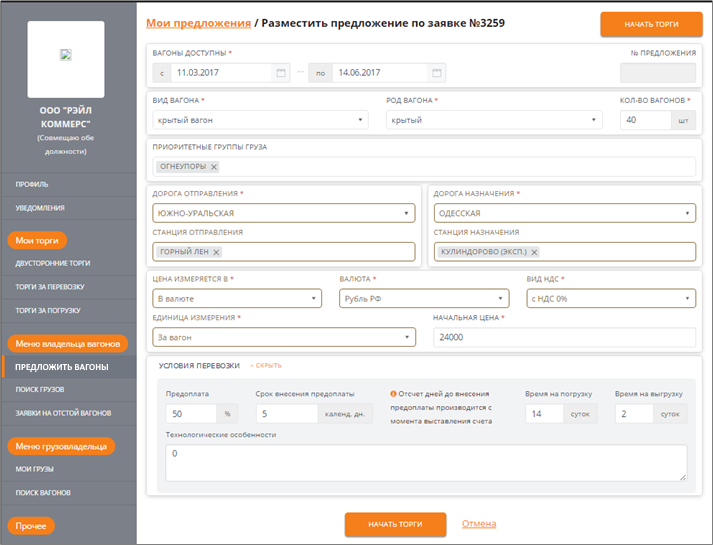 ООО "РЭЙЛ
КОММЕРС"
(Совмещаю обе
должности)
ПРОФИЛЬ
УВЕДОМЛЕНИЯ
Мои торги
ДВУСТОРОННИЕ ТОРГИ
ТОРГИ ЗА ПЕРЕВОЗКУ
ТОРГИ ЗА ПОГРУЗКУ
Меню владельца вагонов
ПРЕДЛОЖИТЬ ВАГОНЫ
ПОИСК ГРУЗОВ
ЗАЯВКИ НА ОТСТОЙ ВАГОНОВ
Меню грузовладельца
МОИ ГРУЗЫ
ПОИСК ВАГОНОВ
Прочее
Мои предложения / Разместить предложение по заявке №3259
НАЧАТЬ ТОРГИ
ВАГОНЫ ДОСТУПНЫ * № ПРЕДЛОЖЕНИЯ
с 11.03.2017 ... по 14.06.2017
ВИД ВАГОНА * РОД ВАГОНА * КОЛ-ВО ВАГОНОВ *
крытый вагон крытый 40 шт
ПРИОРИТЕТНЫЕ ГРУППЫ ГРУЗА
ОГНЕУПОРЫ ×
ДОРОГА ОТПРАВЛЕНИЯ * ДОРОГА НАЗНАЧЕНИЯ *
ЮЖНО-УРАЛЬСКАЯ ОДЕССКАЯ
СТАНЦИЯ ОТПРАВЛЕНИЯ СТАНЦИЯ НАЗНАЧЕНИЯ
ГОРНЫЙ ЛЕН × КУЛИНДОРОВО (ЭКСП.) ×
ЦЕНА ИЗМЕРЯЕТСЯ В * ВАЛЮТА * ВИД НДС *
В валюте Рубль РФ с НДС 0%
ЕДИНИЦА ИЗМЕРЕНИЯ * НАЧАЛЬНАЯ ЦЕНА *
За вагон 24000
УСЛОВИЯ ПЕРЕВОЗКИ - СКРЫТЬ
Предоплата Срок внесения предоплаты Отсчет дней до внесения Время на погрузку Время на выгрузку
50 % 5 календ. дн. предоплаты производится с 14 суток 2 суток
момента выставления счета
Технологические особенности
0
НАЧАТЬ ТОРГИ Отмена